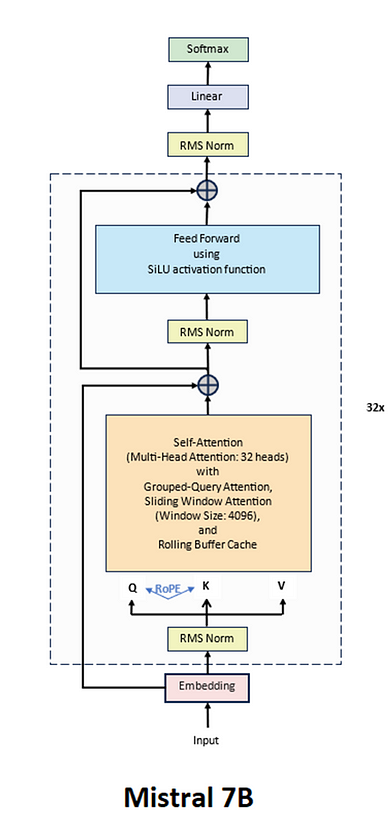 Softmax
Linear
RMS Norm
Feed Forward
using
SiLU activation function
RMS Norm
32x
Self-Attention
(Multi-Head Attention: 32 heads)
with
Grouped-Query Attention,
Sliding Window Attention
(Window Size: 4096),
and
Rolling Buffer Cache
Q RoPE K V
RMS Norm
Embedding
Input
Mistral 7B